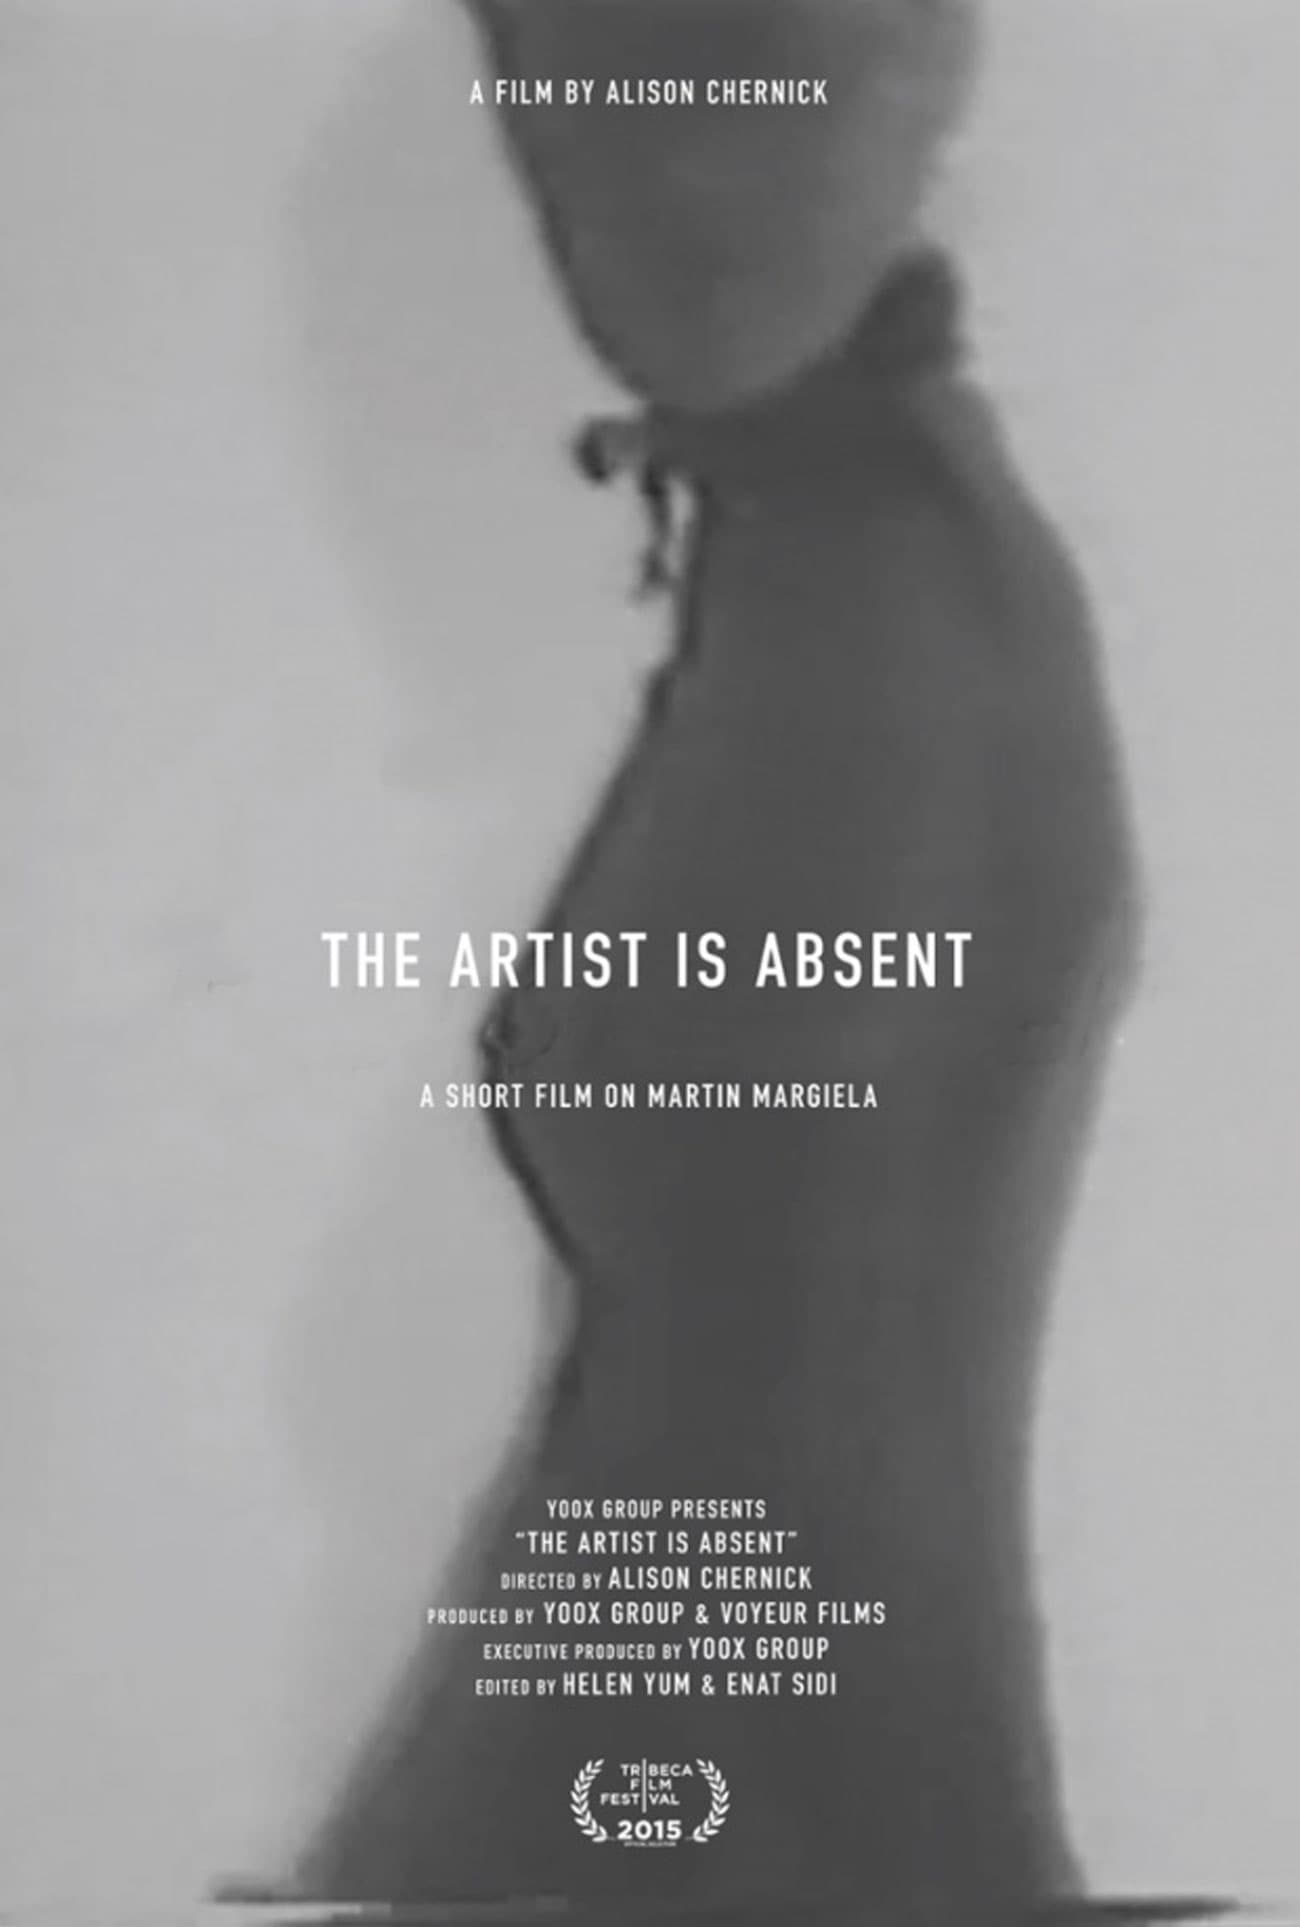 A FILM BY ALISON CHERNICK
THE ARTIST IS ABSENT
A SHORT FILM ON MARTIN MARGIELA
YOOX GROUP PRESENTS
“THE ARTIST IS ABSENT”
DIRECTED BY ALISON CHERNICK
PRODUCED BY YOOX GROUP & VOYEUR FILMS
EXECUTIVE PRODUCED BY YOOX GROUP
EDITED BY HELEN YUM & ENAT SIDI
TRIBECA
FILM
FESTIVAL
2015